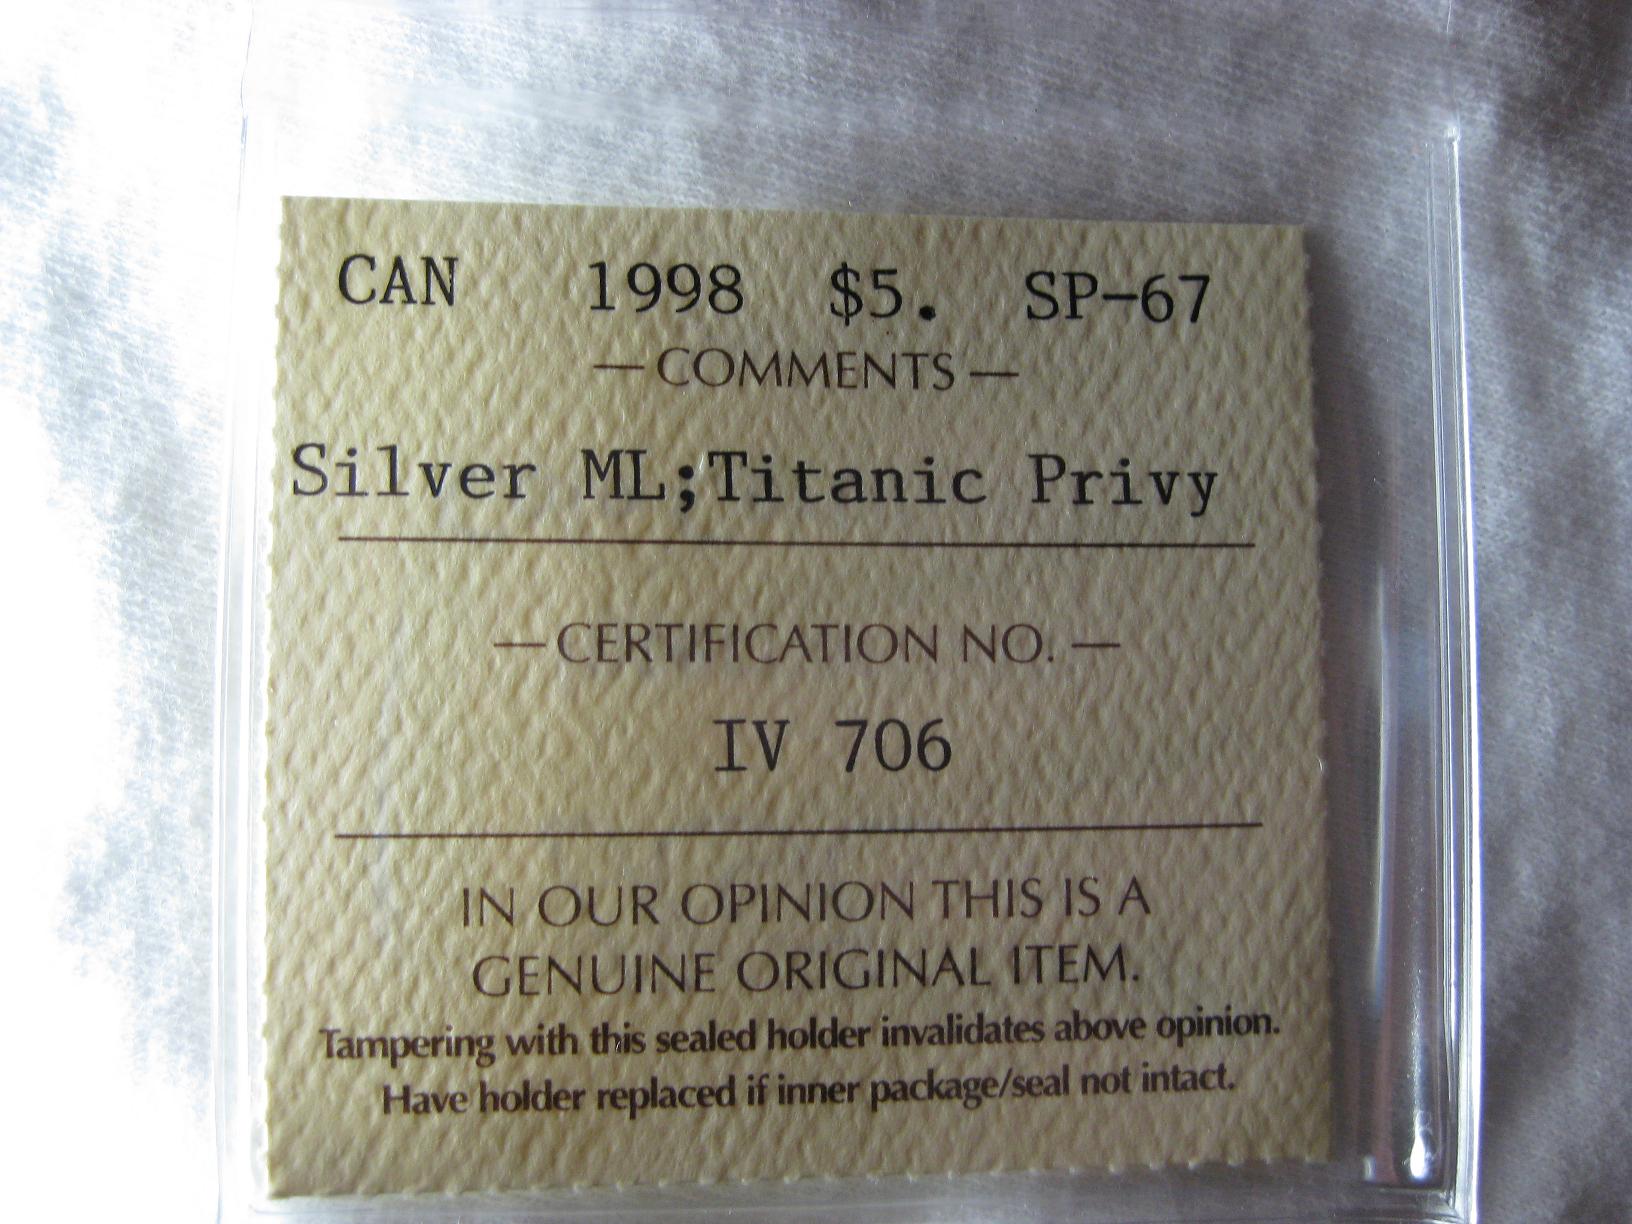 CAN 1998 $5. SP-67
— COMMENTS —
Silver ML;Titanic Privy
— CERTIFICATION NO. —
IV 706
IN OUR OPINION THIS IS A
GENUINE ORIGINAL ITEM.
Tampering with this sealed holder invalidates above opinion.
Have holder replaced if inner package/seal not intact.